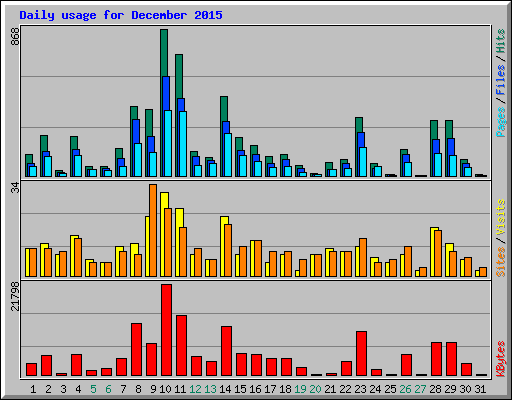 Daily usage for December 2015
868
34
21798
Pages / Files / Hits
Sites / Visits
KBytes
1 2 3 4 5 6 7 8 9 10 11 12 13 14 15 16 17 18 19 20 21 22 23 24 25 26 27 28 29 30 31